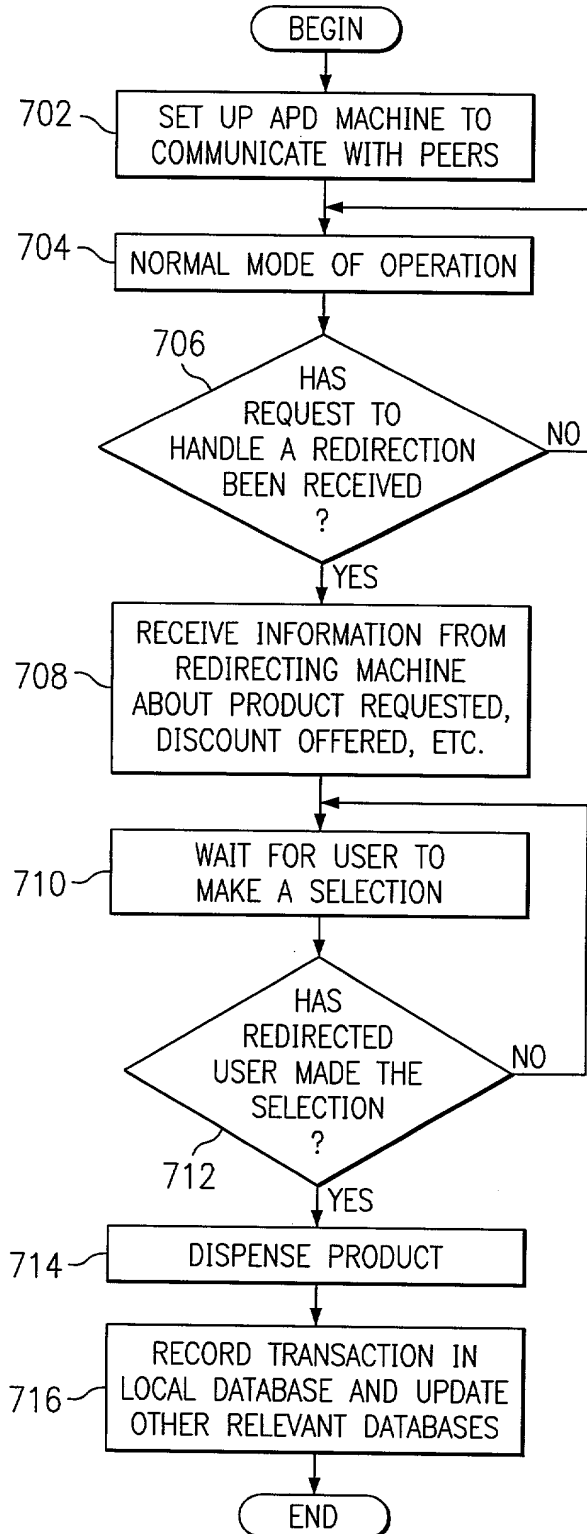 BEGIN
702
SET UP APD MACHINE TO
COMMUNICATE WITH PEERS
704
NORMAL MODE OF OPERATION
706
HAS
REQUEST TO
HANDLE A REDIRECTION
BEEN RECEIVED
?
NO
YES
708
RECEIVE INFORMATION FROM
REDIRECTING MACHINE
ABOUT PRODUCT REQUESTED,
DISCOUNT OFFERED, ETC.
710
WAIT FOR USER TO
MAKE A SELECTION
HAS
REDIRECTED
USER MADE THE
SELECTION
?
NO
712
YES
714
DISPENSE PRODUCT
716
RECORD TRANSACTION IN
LOCAL DATABASE AND UPDATE
OTHER RELEVANT DATABASES
END